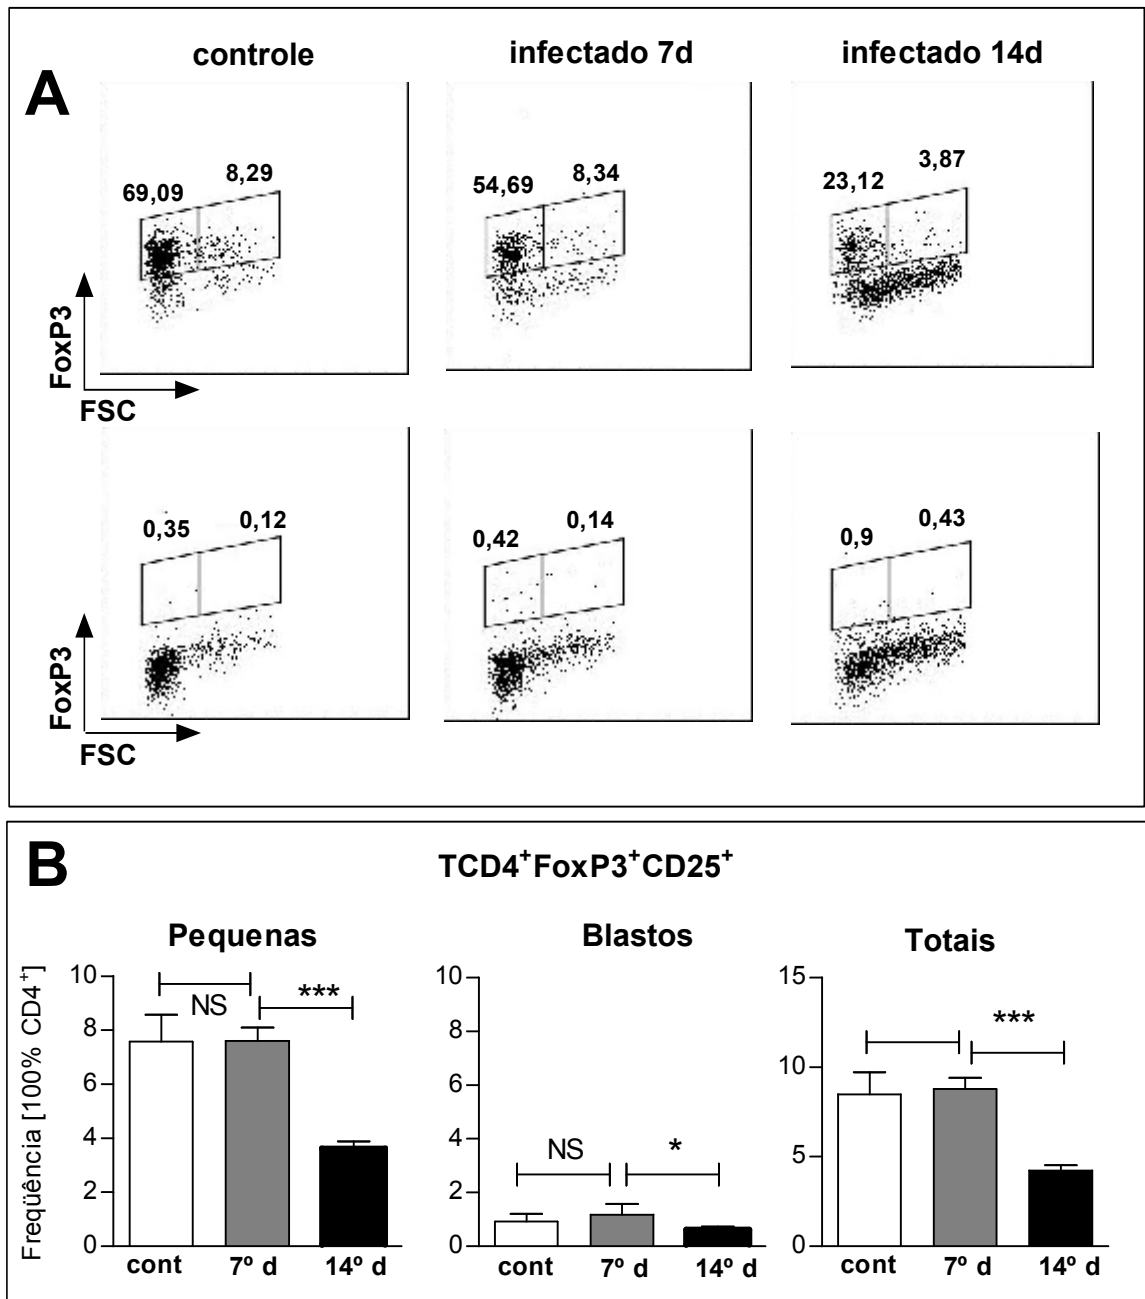 A
controle
infectado 7d
infectado 14d
69,09
8,29
54,69
8,34
23,12
3,87
FoxP3
FSC
0,35
0,12
0,42
0,14
0,9
0,43
FoxP3
FSC
B
TCD4⁺FoxP3⁺CD25⁺
Pequenas
Blastos
Totais
Freqüência [100% CD4⁺]
10
8
6
4
2
0
NS
***
cont
7º d
14º d
10
8
6
4
2
0
NS
*
cont
7º d
14º d
15
10
5
0
***
cont
7º d
14º d